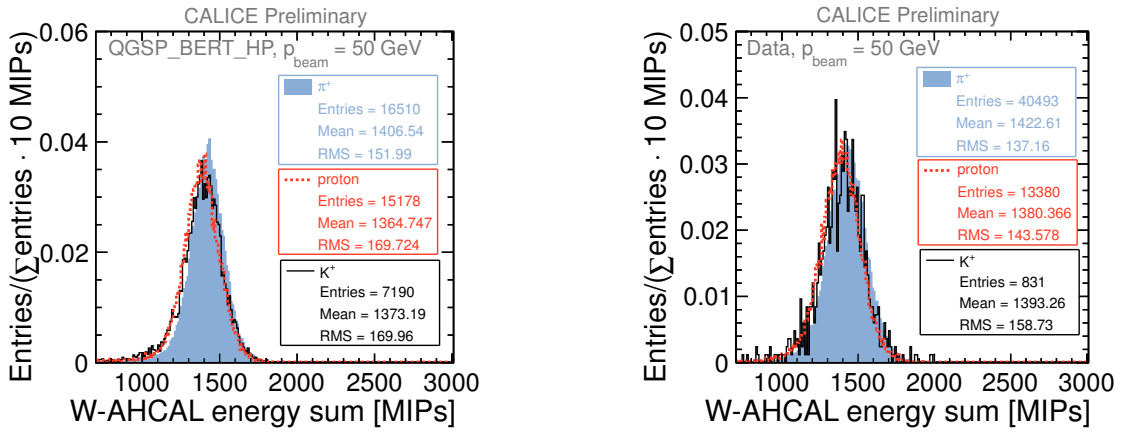 CALICE Preliminary
QGSP_BERT_HP, p_beam = 50 GeV
π⁺
Entries = 16510
Mean = 1406.54
RMS = 151.99
proton
Entries = 15178
Mean = 1364.747
RMS = 169.724
K⁺
Entries = 7190
Mean = 1373.19
RMS = 169.96
Entries/(∑entries · 10 MIPs)
0.06
0.04
0.02
0
1000 1500 2000 2500 3000
W-AHCAL energy sum [MIPs]
CALICE Preliminary
Data, p_beam = 50 GeV
π⁺
Entries = 40493
Mean = 1422.61
RMS = 137.16
proton
Entries = 13380
Mean = 1380.366
RMS = 143.578
K⁺
Entries = 831
Mean = 1393.26
RMS = 158.73
Entries/(∑entries · 10 MIPs)
0.05
0.04
0.03
0.02
0.01
0
1000 1500 2000 2500 3000
W-AHCAL energy sum [MIPs]